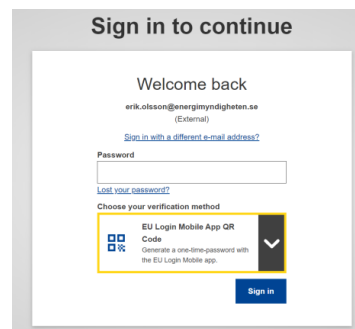 Sign in to continue
Welcome back
erik.olsson@energimyndigheten.se
(External)
Sign in with a different e-mail address?
Password
Lost your password?
Choose your verification method
EU Login Mobile App QR
Code
Generate a one-time-password with
the EU Login Mobile app.
Sign in